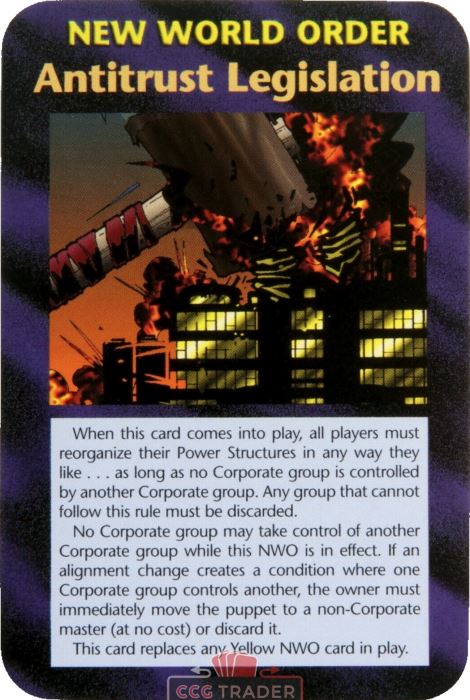 NEW WORLD ORDER
Antitrust Legislation
When this card comes into play, all players must
reorganize their Power Structures in any way they
like . . . as long as no Corporate group is controlled
by another Corporate group. Any group that cannot
follow this rule must be discarded.
No Corporate group may take control of another
Corporate group while this NWO is in effect. If an
alignment change creates a condition where one
Corporate group controls another, the owner must
immediately move the puppet to a non-Corporate
master (at no cost) or discard it.
This card replaces any Yellow NWO card in play.
CCG TRADER